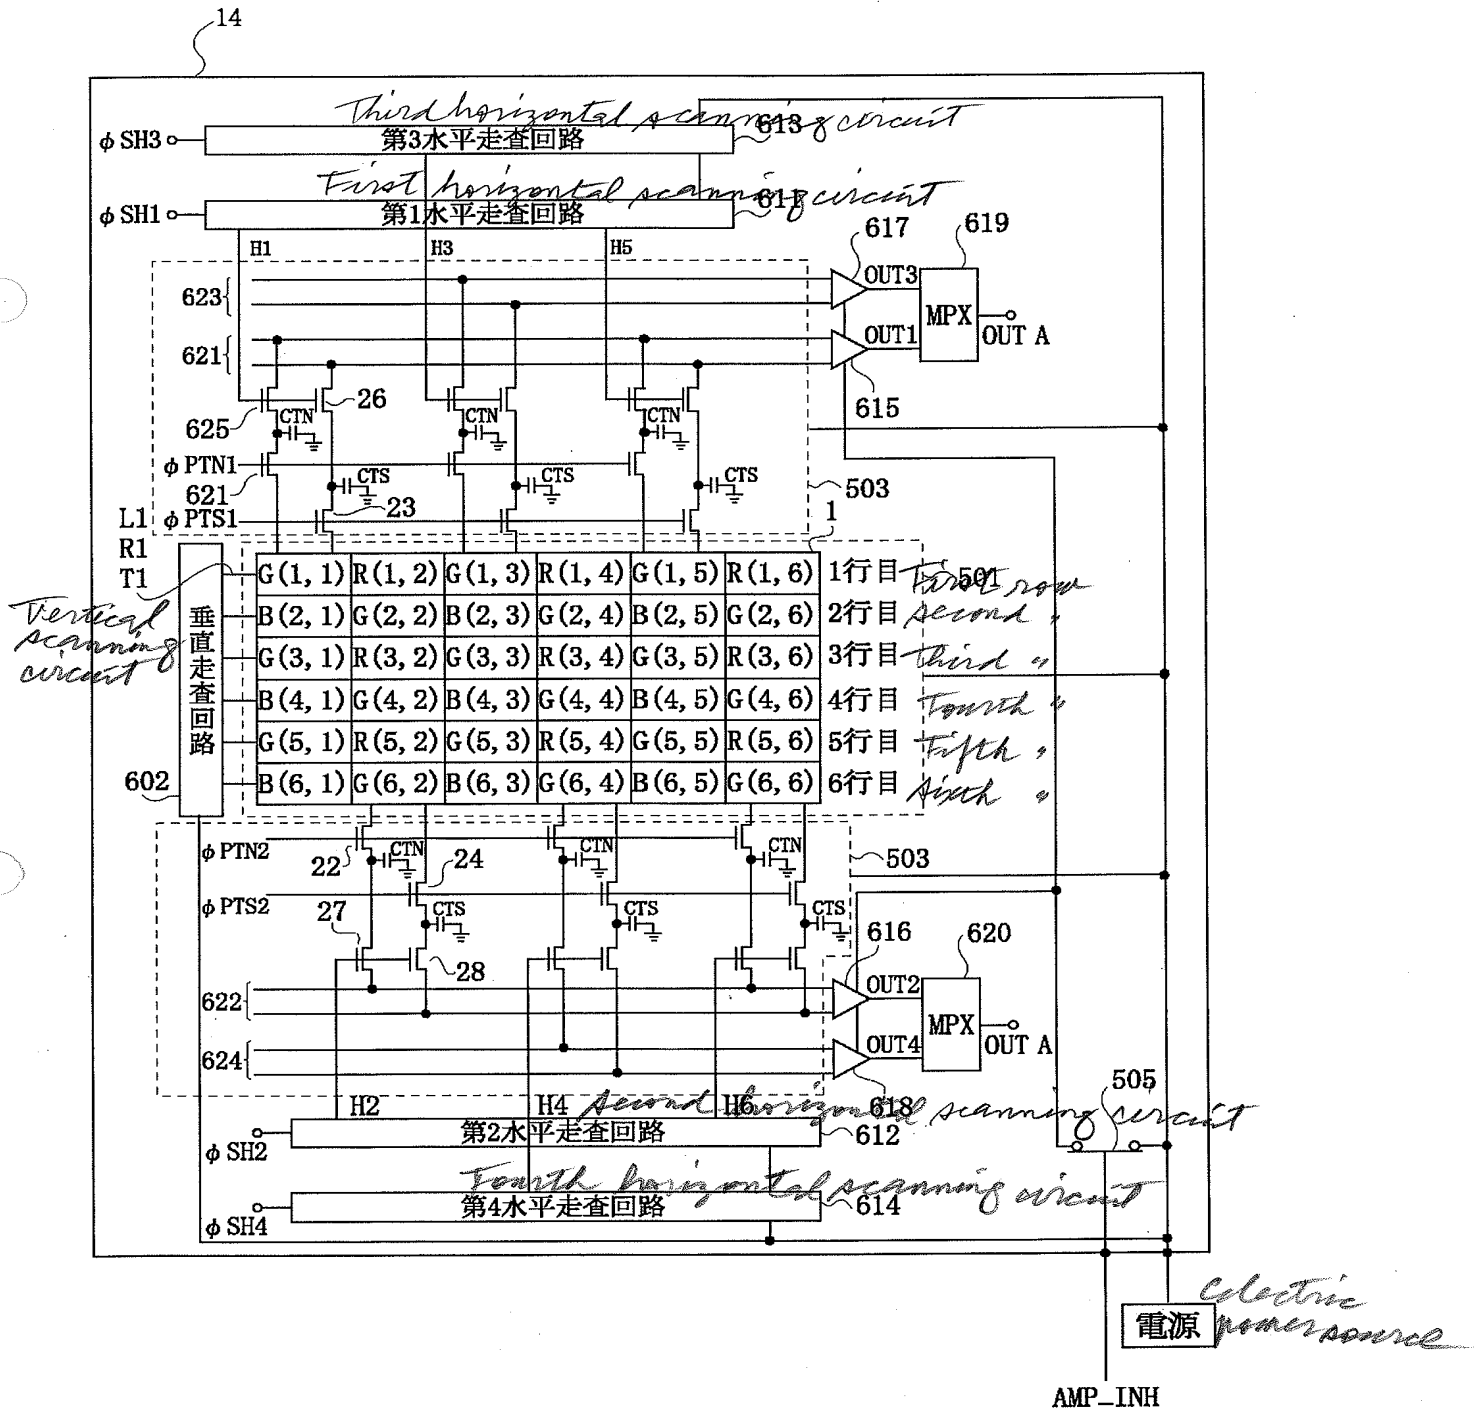 14
Third horizontal scanning circuit
φSH3 第3水平走査回路 613
First horizontal scanning circuit
φSH1 第1水平走査回路 611
H1 H3 H5
617 619
623 OUT3
MPX OUT A
621 OUT1
615
26
625 CTN CTN CTN
φPTN1
621 CTS CTS CTS
503
23
L1 φPTS1
1
R1
T1
G(1,1) R(1,2) G(1,3) R(1,4) G(1,5) R(1,6) 1行目 First row 501
B(2,1) G(2,2) B(2,3) G(2,4) B(2,5) G(2,6) 2行目 second 〃
G(3,1) R(3,2) G(3,3) R(3,4) G(3,5) R(3,6) 3行目 third 〃
B(4,1) G(4,2) B(4,3) G(4,4) B(4,5) G(4,6) 4行目 Fourth 〃
G(5,1) R(5,2) G(5,3) R(5,4) G(5,5) R(5,6) 5行目 Fifth 〃
B(6,1) G(6,2) B(6,3) G(6,4) B(6,5) G(6,6) 6行目 sixth 〃
Vertical
scanning
circuit
垂直走査回路
602
φPTN2
22 CTN 24 CTN CTN
503
φPTS2
27 CTS CTS CTS
28
616 620
622 OUT2
MPX OUT A
624 OUT4
618
505
H2 H4 H6
Second horizontal scanning circuit
φSH2 第2水平走査回路 612
Fourth horizontal scanning circuit
φSH4 第4水平走査回路 614
電源
Electric
power source
AMP_INH